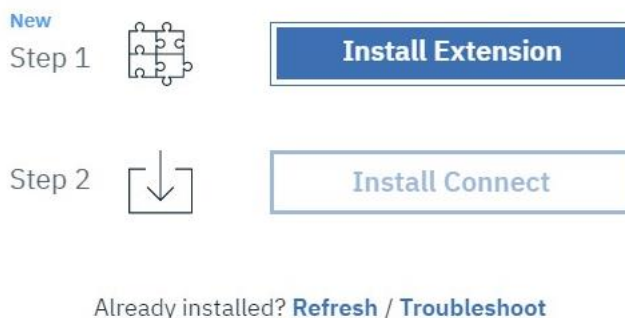 New
Step 1
Install Extension
Step 2
Install Connect
Already installed? Refresh / Troubleshoot